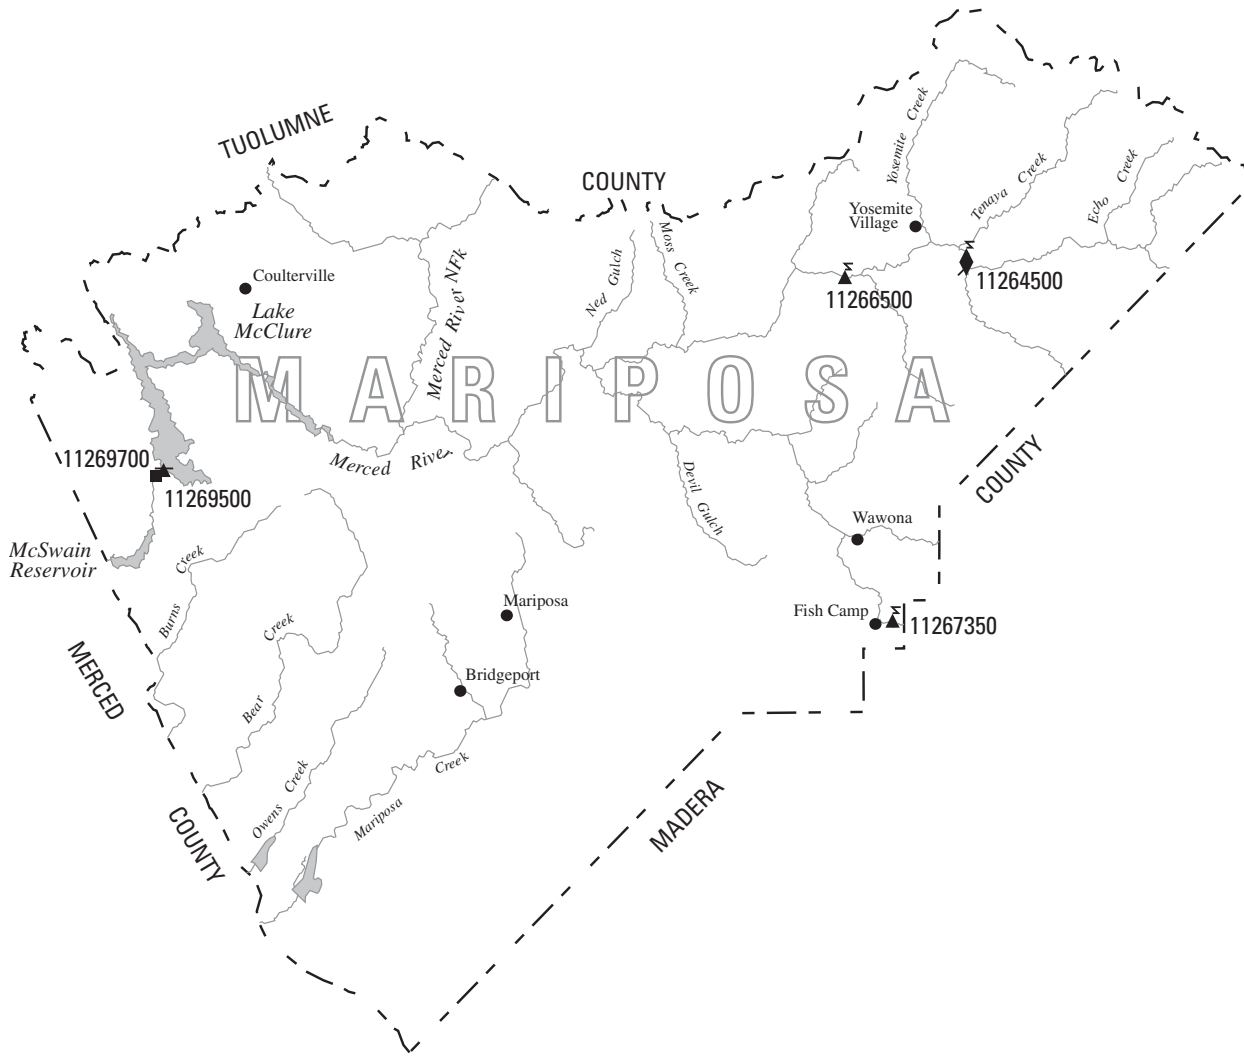 TUOLUMNE
COUNTY
Yosemite Creek
Tenaya Creek
Echo Creek
Yosemite
Village
Moss Creek
Ned Gulch
Merced River NFk
Coulterville
Lake
McClure
11266500
11264500
MARIPOSA
Merced River
11269700
11269500
Devil Gulch
COUNTY
McSwain
Reservoir
Burns Creek
Wawona
Mariposa
Fish Camp
11267350
Bear Creek
Bridgeport
MERCED
COUNTY
Owens Creek
Mariposa Creek
MADERA